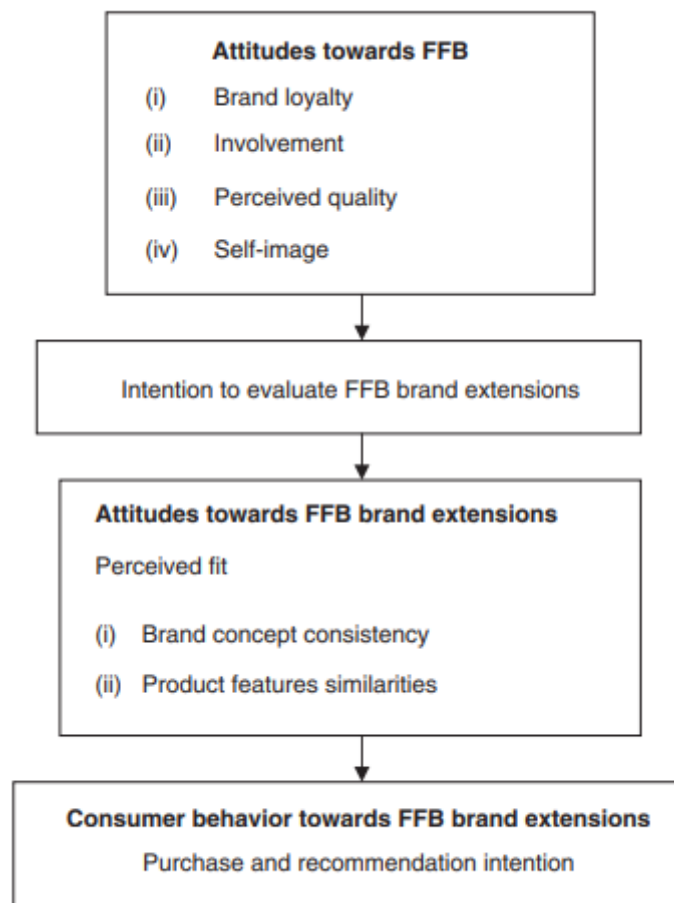 Attitudes towards FFB
(i) Brand loyalty
(ii) Involvement
(iii) Perceived quality
(iv) Self-image
Intention to evaluate FFB brand extensions
Attitudes towards FFB brand extensions
Perceived fit
(i) Brand concept consistency
(ii) Product features similarities
Consumer behavior towards FFB brand extensions
Purchase and recommendation intention